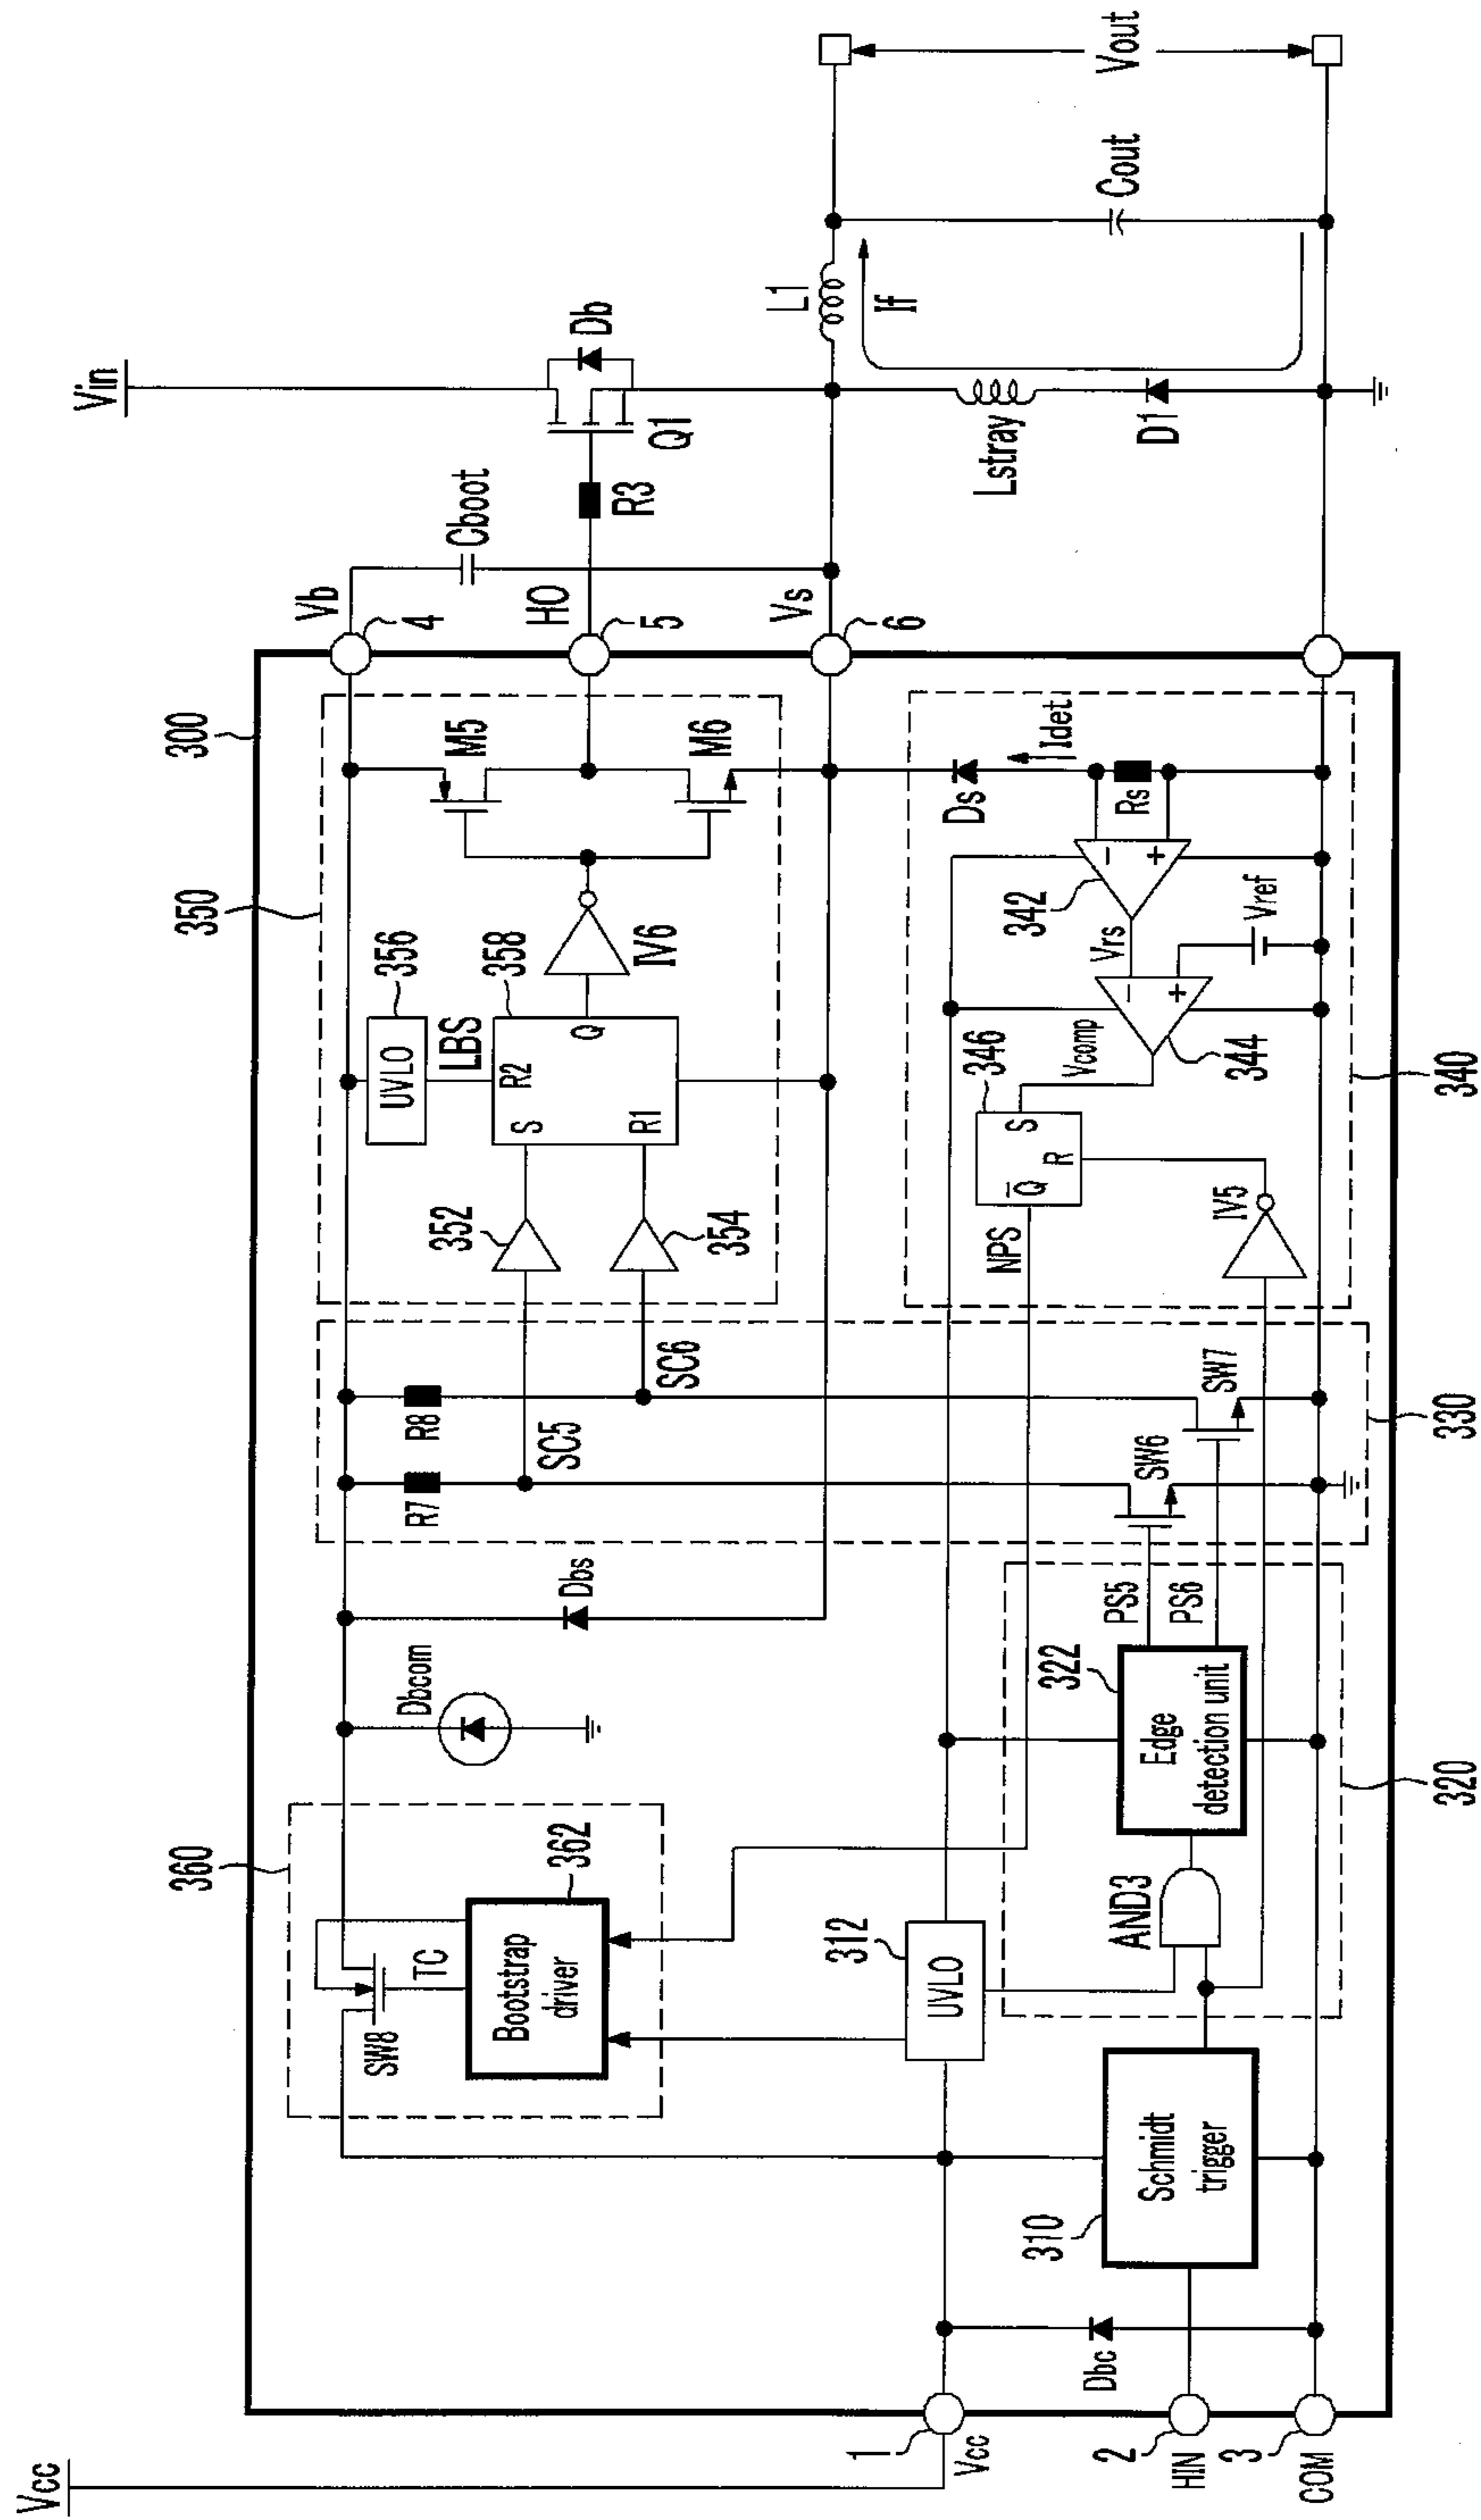 Vcc
Vin
300
Vb
4
Cboot
HO
5
R3
Q1
Db
Vs
6
L1
If
Lstray
D1
Cout
Vout
360
SW8
TC
Bootstrap
driver
362
Dbcom
Dbs
R7
R8
SC5
SC6
350
352
354
UVLO
356
LBS
358
S
R2
R1
Q
IV6
M5
M6
UVLO
312
NPS
346
Q
S
R
Vcomp
344
−
+
Vrs
342
−
+
Vref
Ds
Idet
Rs
340
IV5
330
SW6
SW7
PS5
PS6
322
Edge
detection unit
320
AND3
310
Schmidt
trigger
Dbc
1
Vcc
2
HIN
3
COM